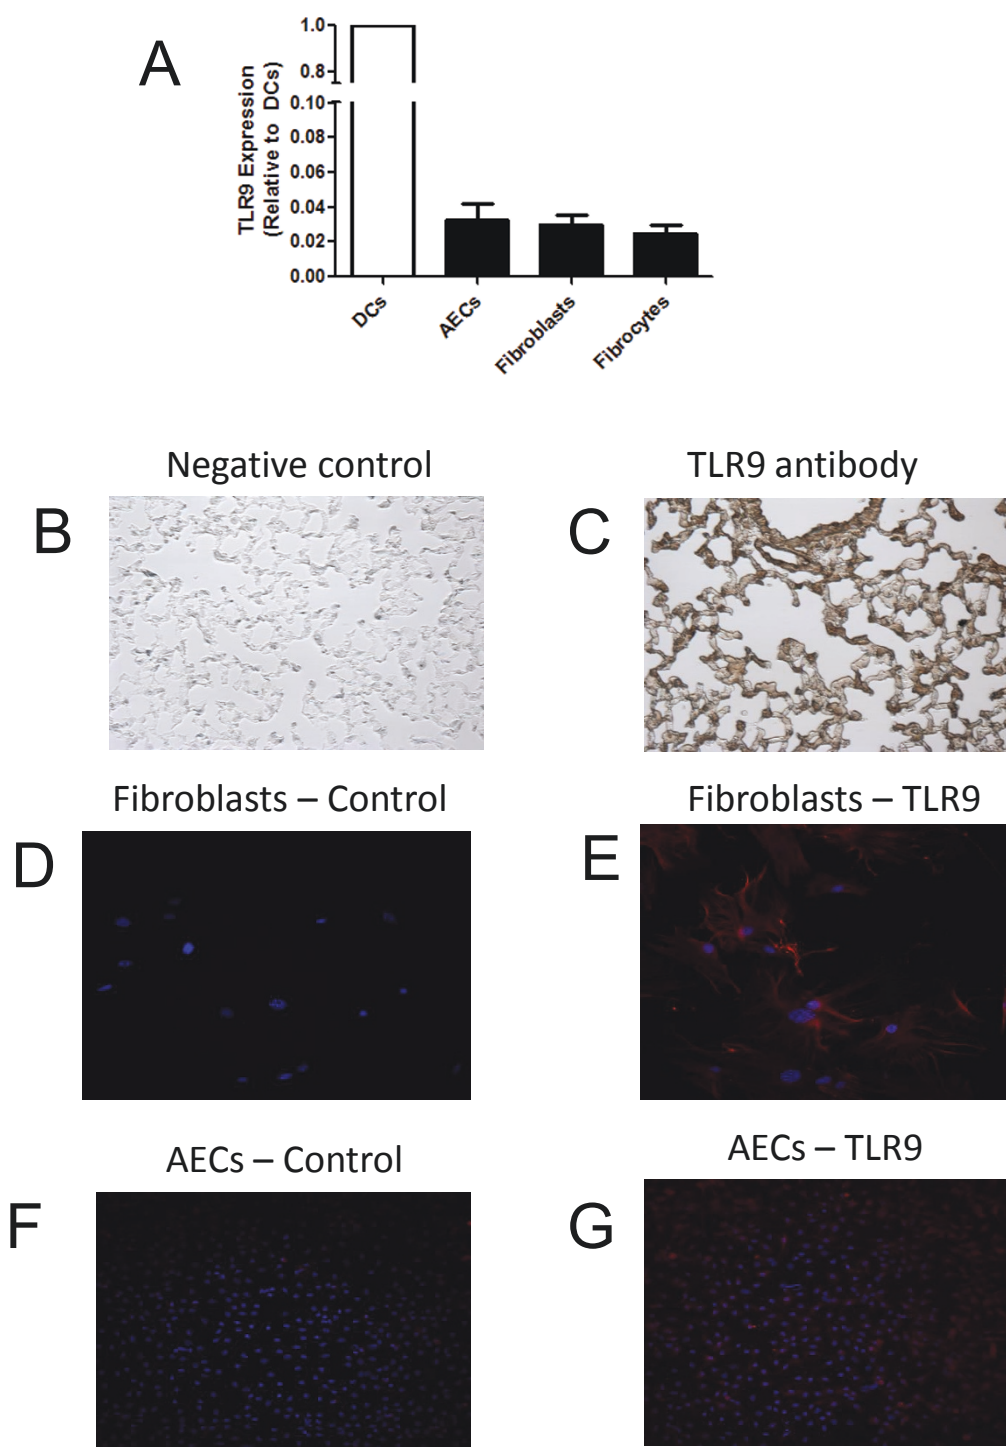 A
TLR9 Expression
(Relative to DCs)
1.0
0.8
0.10
0.08
0.06
0.04
0.02
0.00
DCs
AECs
Fibroblasts
Fibrocytes
Negative control
TLR9 antibody
B
C
Fibroblasts – Control
Fibroblasts – TLR9
D
E
AECs – Control
AECs – TLR9
F
G